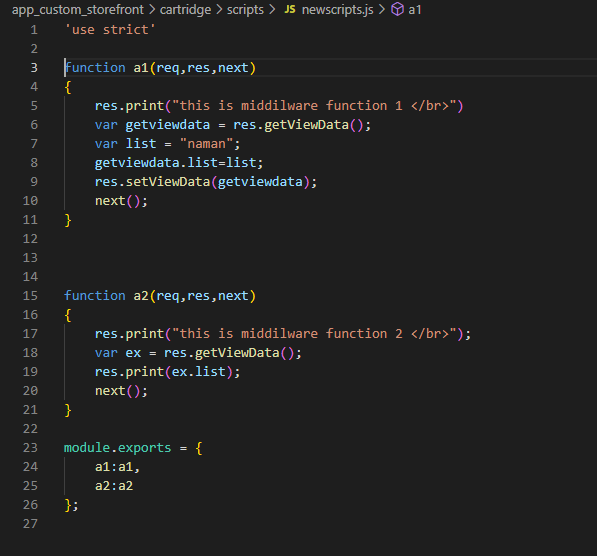 app_custom_storefront > cartridge > scripts > JS newscripts.js > a1
1 'use strict'
2
3 function a1(req,res,next)
4 {
5 res.print("this is middilware function 1 </br>")
6 var getviewdata = res.getViewData();
7 var list = "naman";
8 getviewdata.list=list;
9 res.setViewData(getviewdata);
10 next();
11 }
12
13
14
15 function a2(req,res,next)
16 {
17 res.print("this is middilware function 2 </br>");
18 var ex = res.getViewData();
19 res.print(ex.list);
20 next();
21 }
22
23 module.exports = {
24 a1:a1,
25 a2:a2
26 };
27